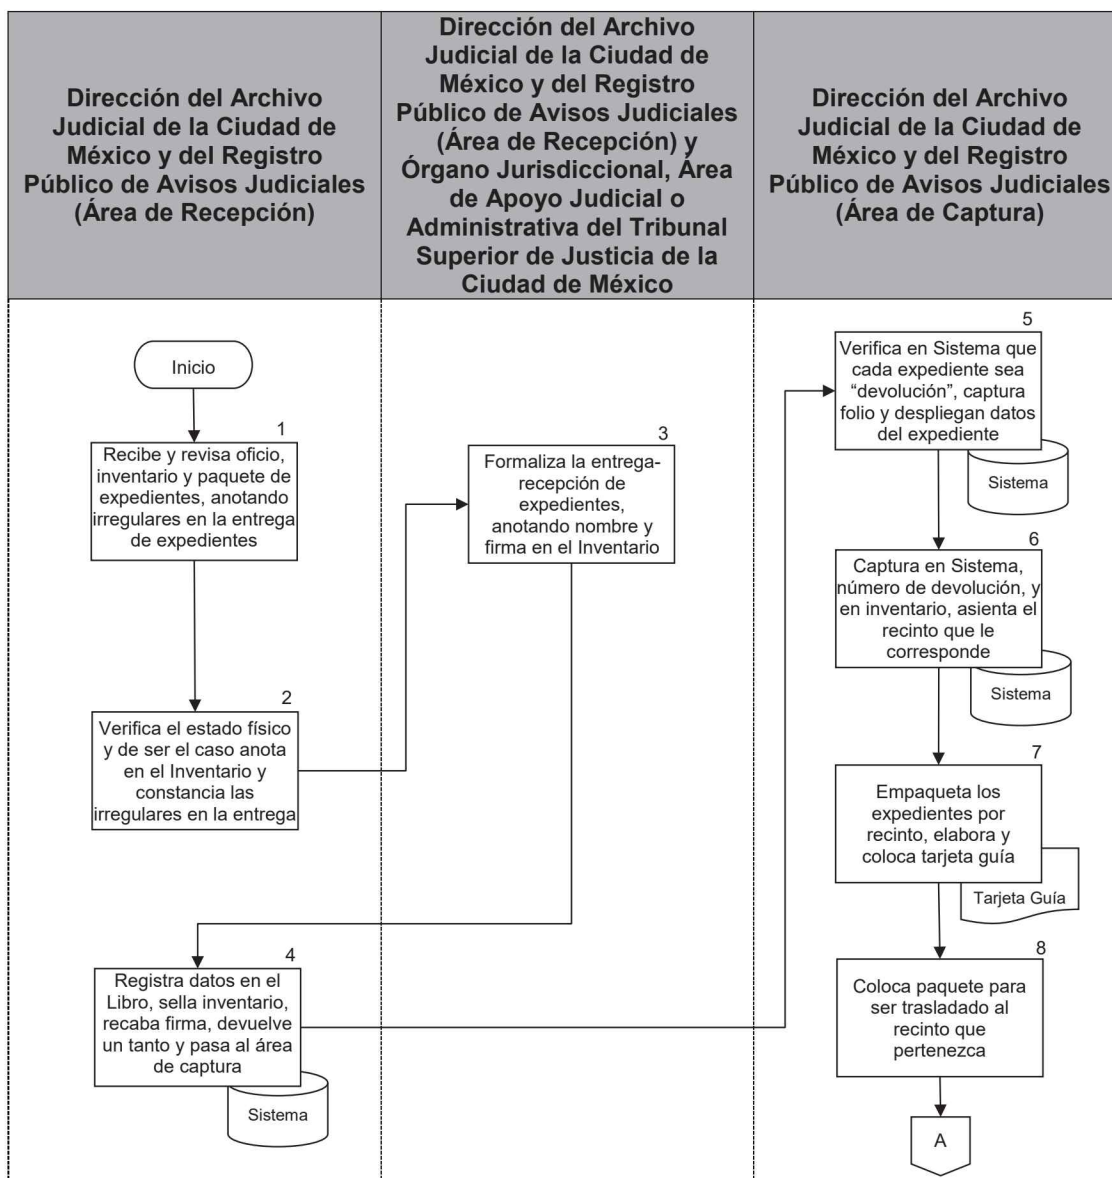 Dirección del Archivo
Judicial de la Ciudad de
México y del Registro
Público de Avisos Judiciales
(Área de Recepción)
Dirección del Archivo
Judicial de la Ciudad de
México y del Registro
Público de Avisos Judiciales
(Área de Recepción) y
Órgano Jurisdiccional, Área
de Apoyo Judicial o
Administrativa del Tribunal
Superior de Justicia de la
Ciudad de México
Dirección del Archivo
Judicial de la Ciudad de
México y del Registro
Público de Avisos Judiciales
(Área de Captura)
Inicio
1
Recibe y revisa oficio,
inventario y paquete de
expedientes, anotando
irregulares en la entrega
de expedientes
2
Verifica el estado físico
y de ser el caso anota
en el Inventario y
constancia las
irregulares en la entrega
3
Formaliza la entrega-
recepción de
expedientes,
anotando nombre y
firma en el Inventario
4
Registra datos en el
Libro, sella inventario,
recaba firma, devuelve
un tanto y pasa al área
de captura
Sistema
5
Verifica en Sistema que
cada expediente sea
“devolución”, captura
folio y despliegan datos
del expediente
Sistema
6
Captura en Sistema,
número de devolución, y
en inventario, asienta el
recinto que le
corresponde
Sistema
7
Empaqueta los
expedientes por
recinto, elabora y
coloca tarjeta guía
Tarjeta Guía
8
Coloca paquete para
ser trasladado al
recinto que
pertenezca
A